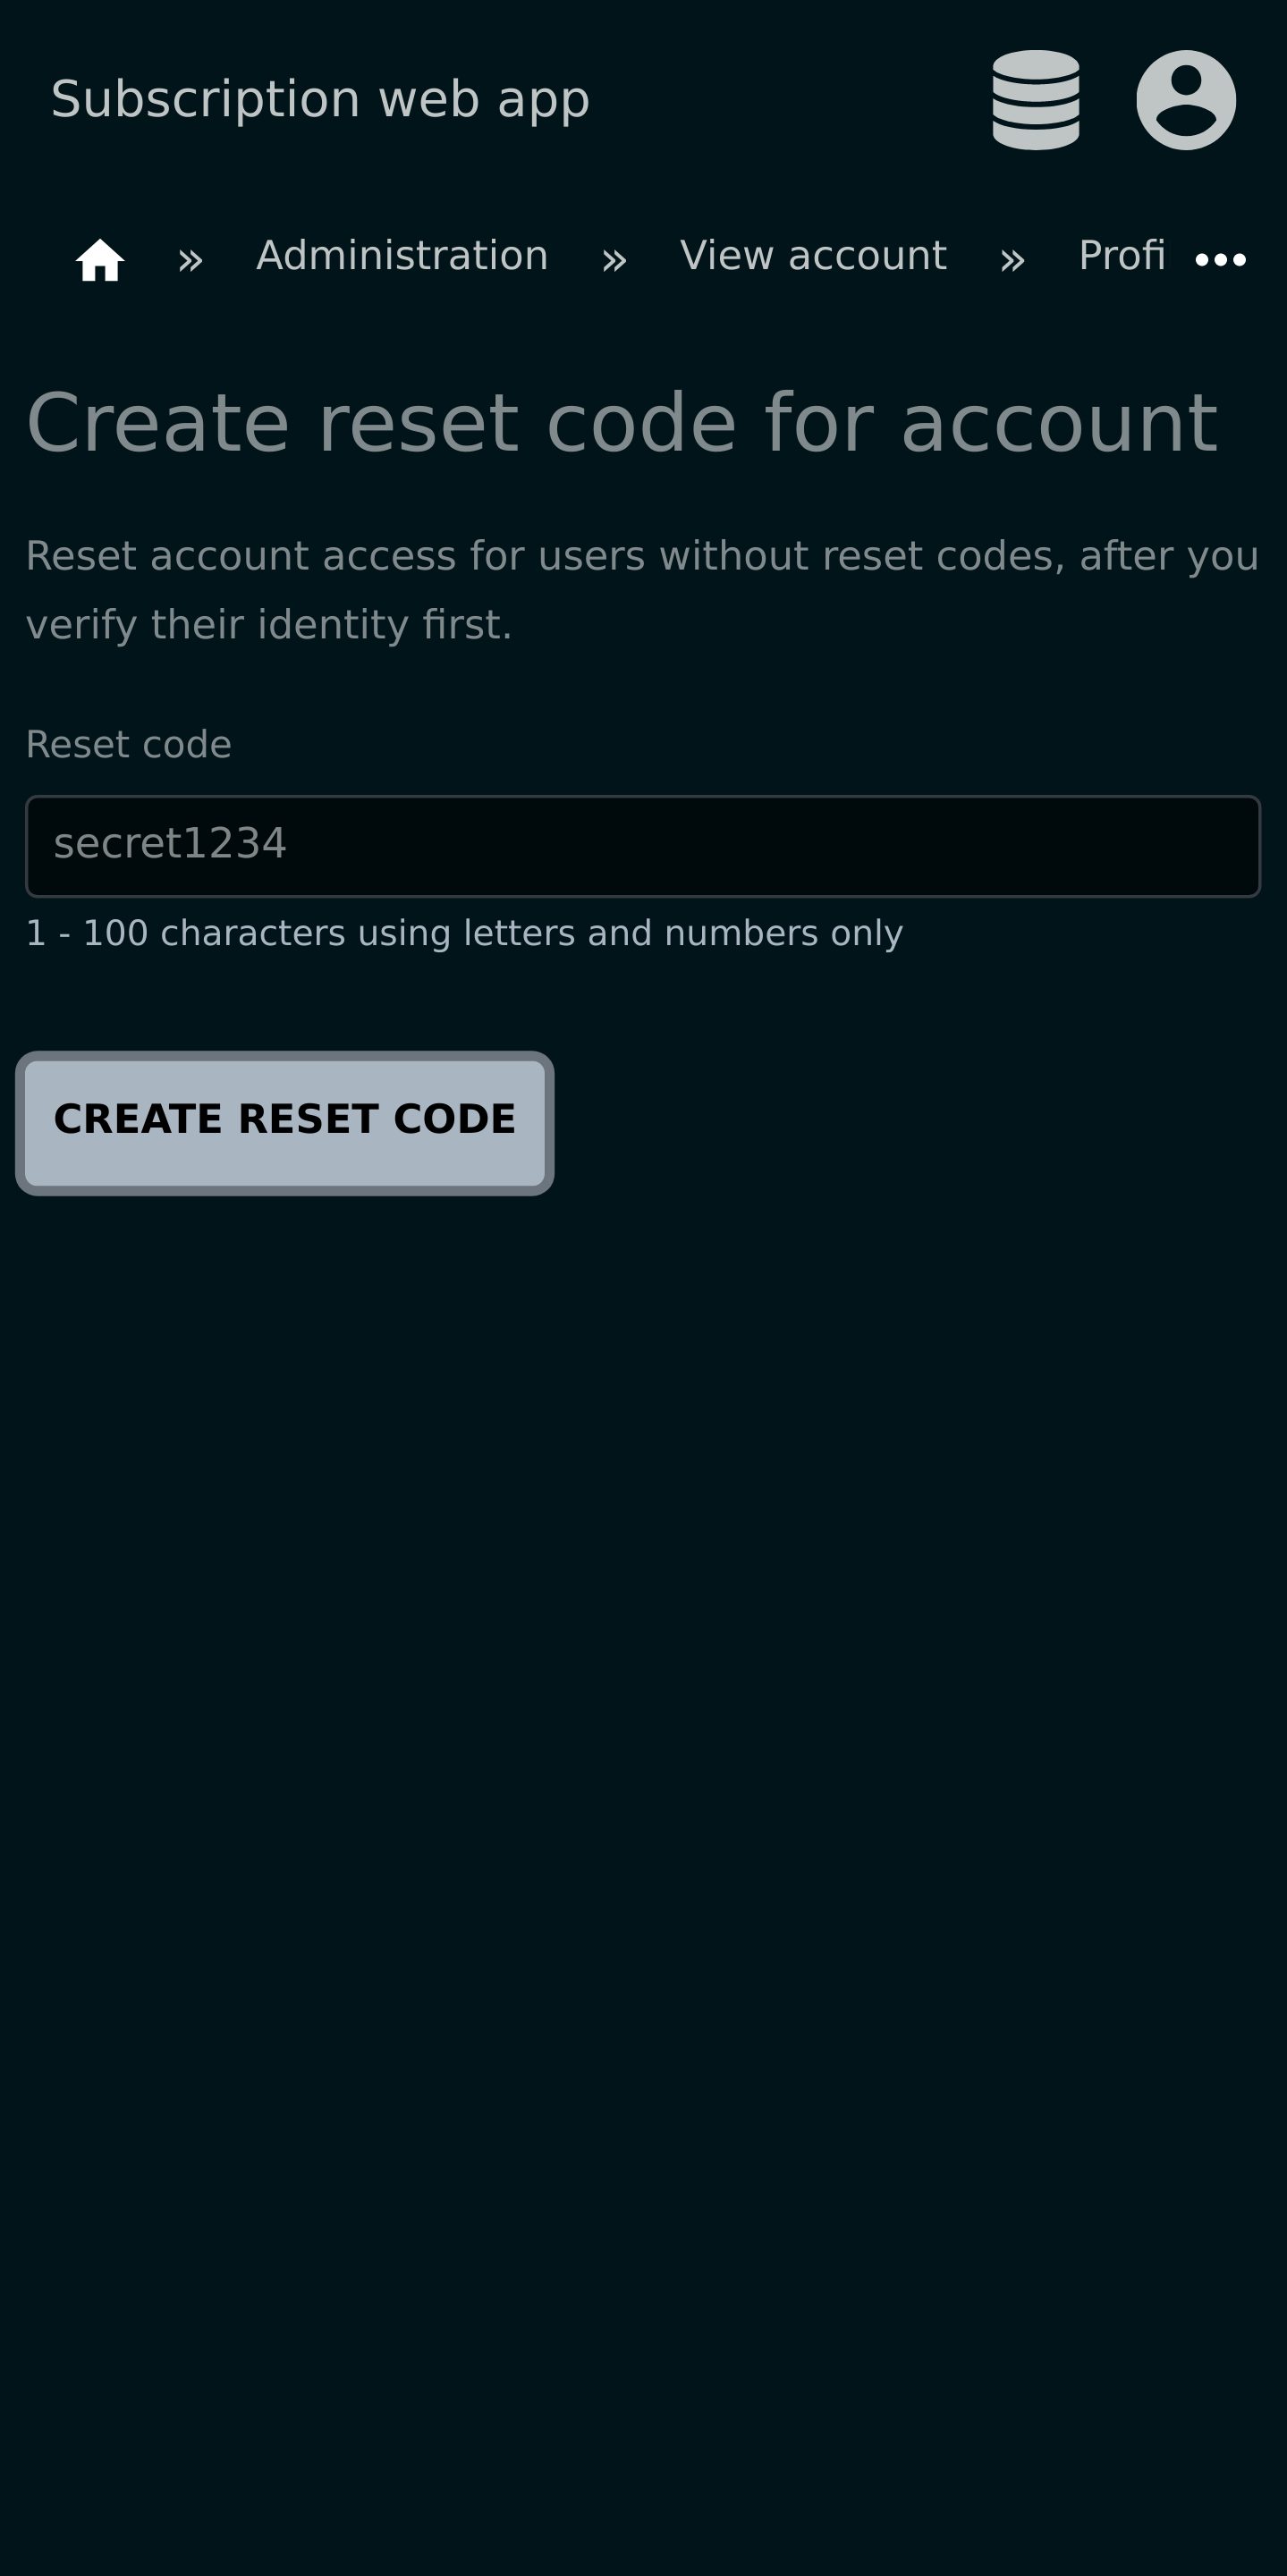 Subscription web app
» Administration » View account » Profi
Create reset code for account
Reset account access for users without reset codes, after you
verify their identity first.
Reset code
secret1234
1 - 100 characters using letters and numbers only
CREATE RESET CODE